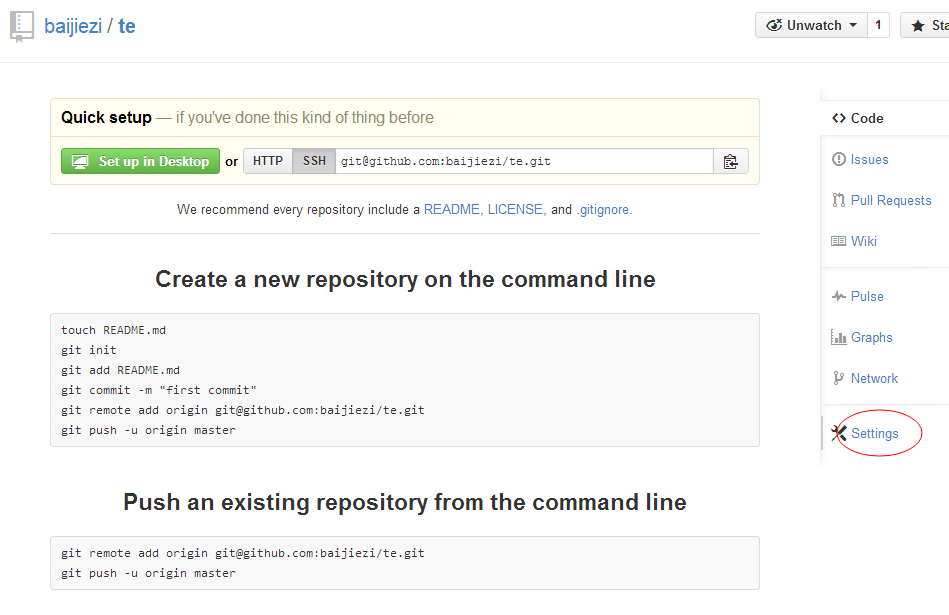 baijiezi / te
Unwatch 1
Quick setup — if you've done this kind of thing before
Set up in Desktop or HTTP SSH git@github.com:baijiezi/te.git
We recommend every repository include a README, LICENSE, and .gitignore.
Create a new repository on the command line
touch README.md
git init
git add README.md
git commit -m "first commit"
git remote add origin git@github.com:baijiezi/te.git
git push -u origin master
Push an existing repository from the command line
git remote add origin git@github.com:baijiezi/te.git
git push -u origin master
Code
Issues
Pull Requests
Wiki
Pulse
Graphs
Network
Settings